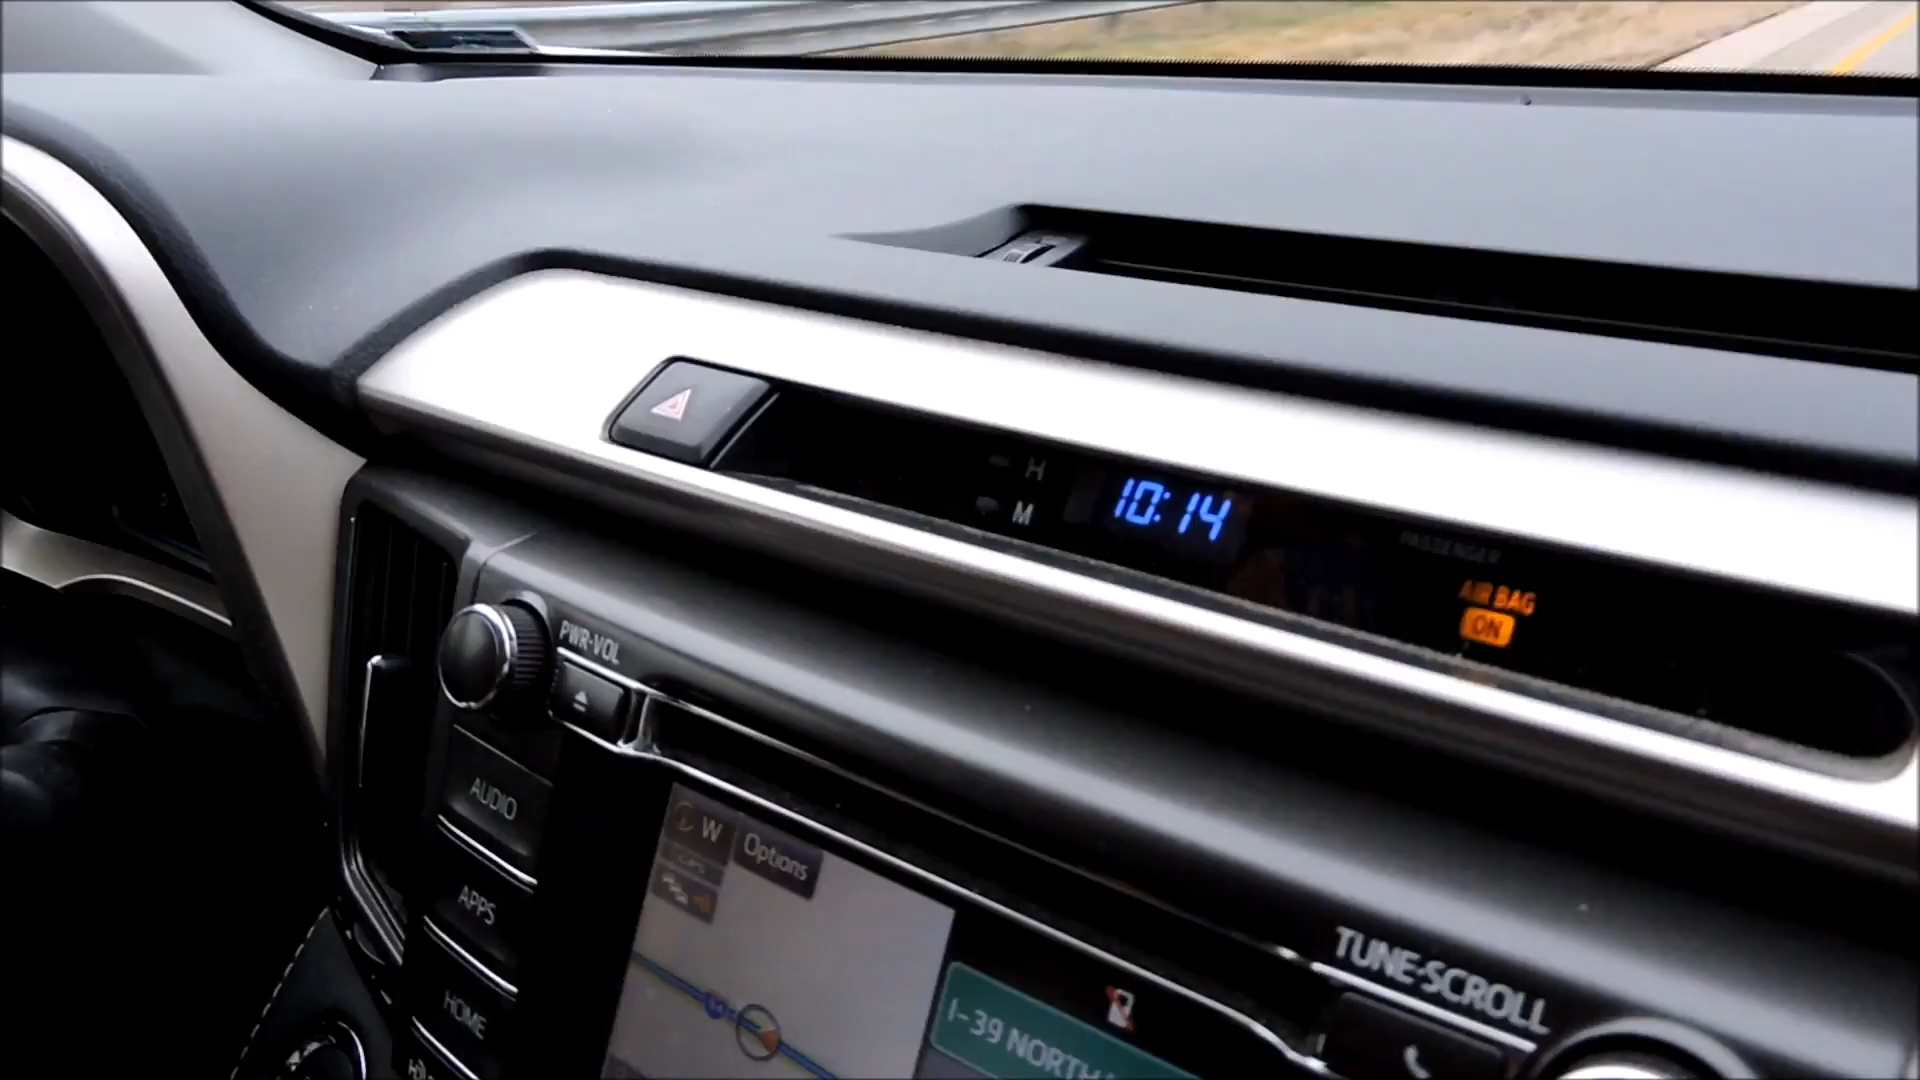 H
M
10:14
PASSENGER
AIR BAG
ON
PWR·VOL
AUDIO
APPS
HOME
W
Options
I-39 NORTH
TUNE·SCROLL